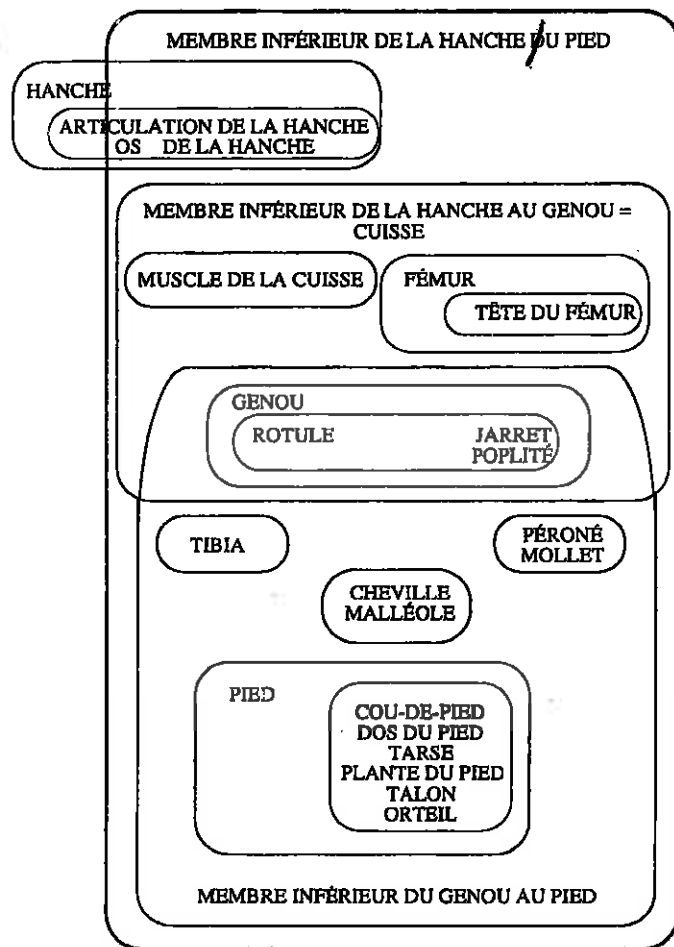 MEMBRE INFÉRIEUR DE LA HANCHE DU PIED
HANCHE
ARTICULATION DE LA HANCHE
OS DE LA HANCHE
MEMBRE INFÉRIEUR DE LA HANCHE AU GENOU =
CUISSE
MUSCLE DE LA CUISSE
FÉMUR
TÊTE DU FÉMUR
GENOU
ROTULE
JARRET
POPLITÉ
TIBIA
PÉRONÉ
MOLLET
CHEVILLE
MALLÉOLE
PIED
COU-DE-PIED
DOS DU PIED
TARSE
PLANTE DU PIED
TALON
ORTEIL
MEMBRE INFÉRIEUR DU GENOU AU PIED